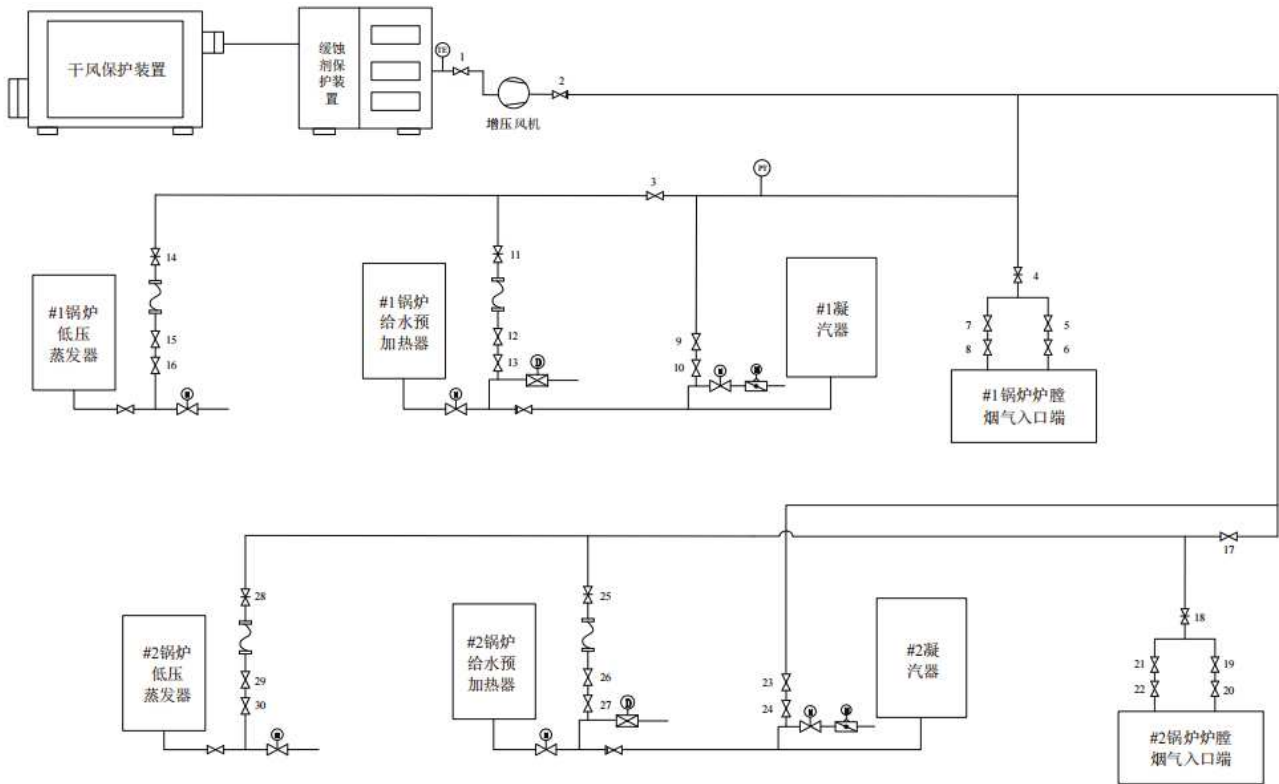 干风保护装置
缓蚀
剂保
护装
置
TE
1
2
增压风机
3
PT
14
11
4
#1锅炉
低压
蒸发器
15
16
M
#1锅炉
给水预
加热器
12
13
D
M
9
10
M
M
#1凝
汽器
7
5
8
6
#1锅炉炉膛
烟气入口端
17
28
25
18
#2锅炉
低压
蒸发器
29
30
M
#2锅炉
给水预
加热器
26
27
D
M
23
24
M
M
#2凝
汽器
21
19
22
20
#2锅炉炉膛
烟气入口端